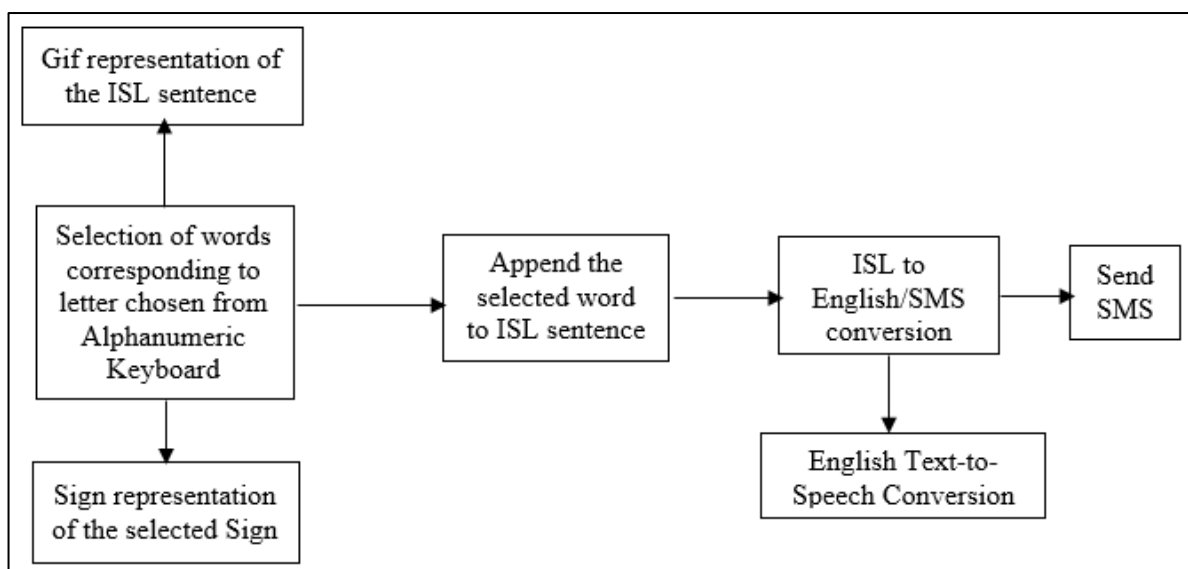 Gif representation of
the ISL sentence
Selection of words
corresponding to
letter chosen from
Alphanumeric
Keyboard
Append the
selected word
to ISL sentence
ISL to
English/SMS
conversion
Send
SMS
Sign representation
of the selected Sign
English Text-to-
Speech Conversion